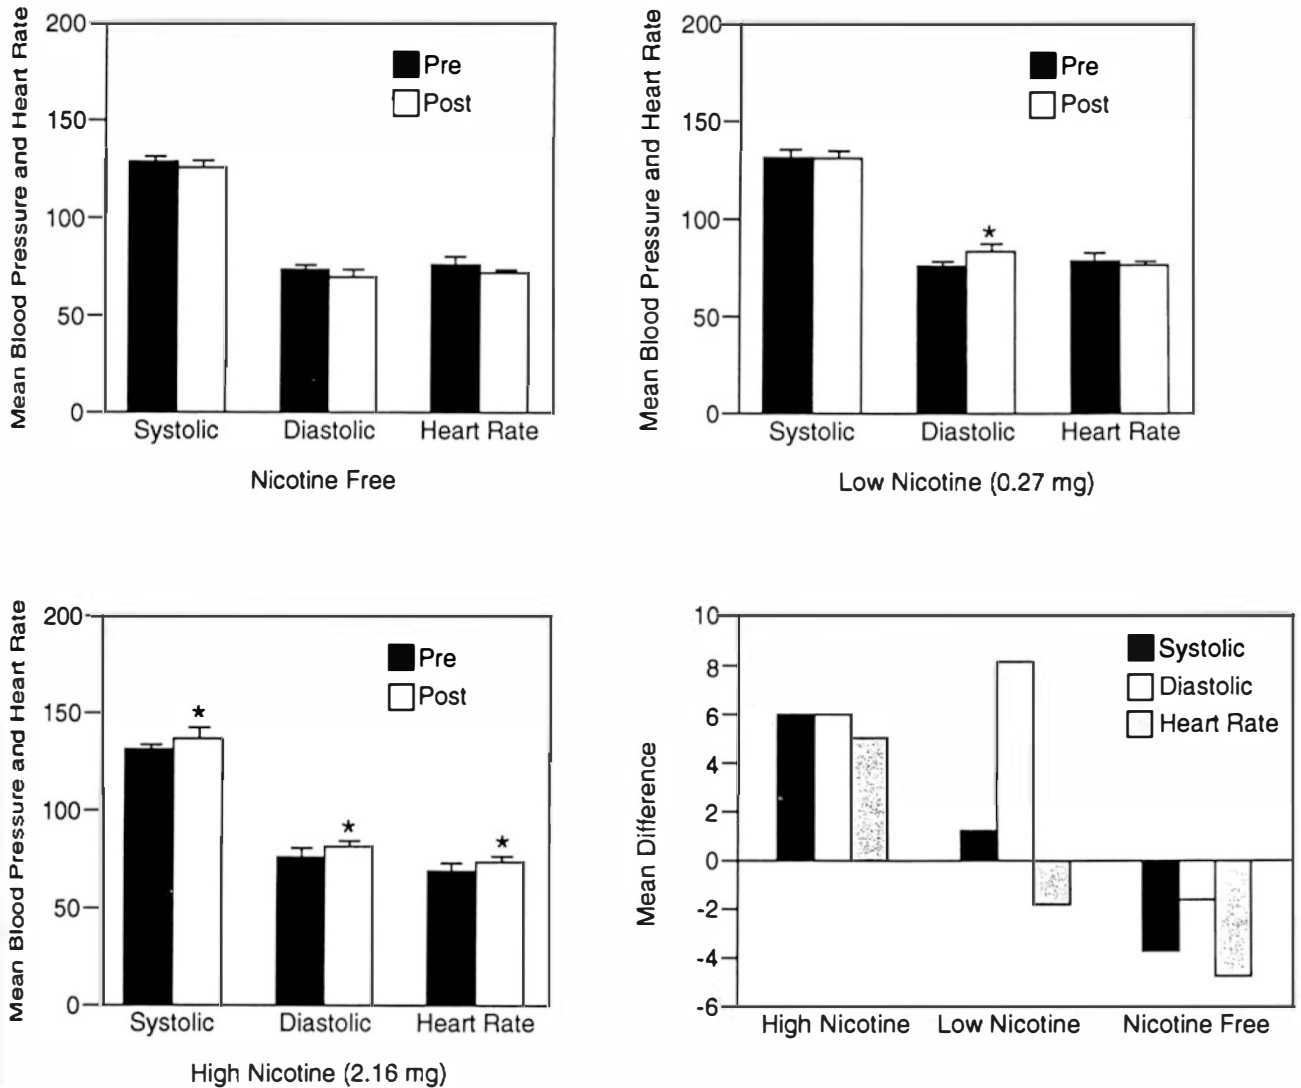 Mean Blood Pressure and Heart Rate
200
150
100
50
0
Pre
Post
*
Systolic
Diastolic
Heart Rate
Nicotine Free
Mean Blood Pressure and Heart Rate
200
150
100
50
0
Pre
Post
*
Systolic
Diastolic
Heart Rate
Low Nicotine (0.27 mg)
Mean Blood Pressure and Heart Rate
200
150
100
50
0
Pre
Post
*
*
*
Systolic
Diastolic
Heart Rate
High Nicotine (2.16 mg)
Mean Difference
10
8
6
4
2
0
-2
-4
-6
Systolic
Diastolic
Heart Rate
High Nicotine
Low Nicotine
Nicotine Free